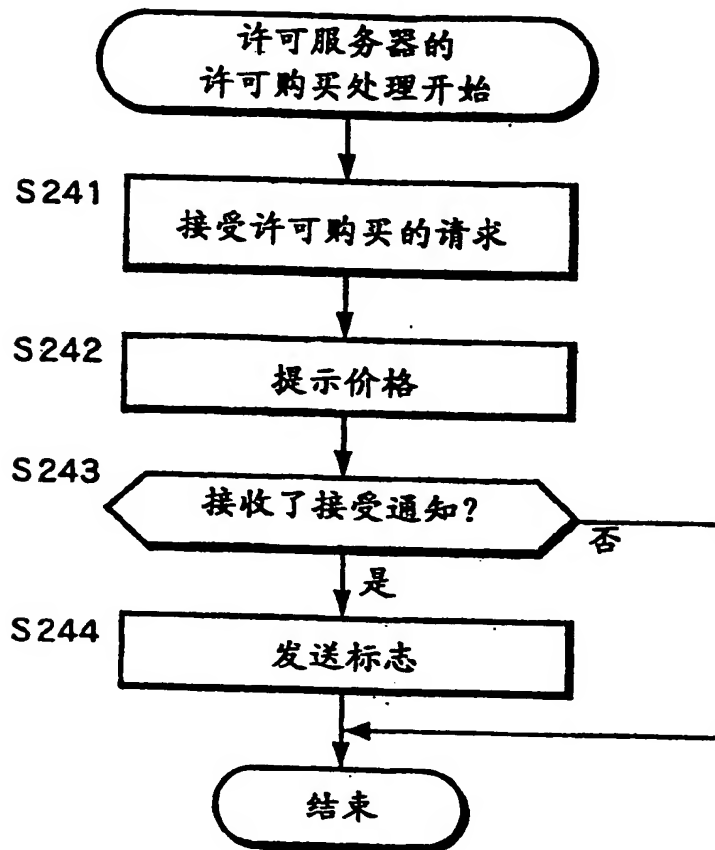 许可服务器的
许可购买处理开始
S241
接受许可购买的请求
S242
提示价格
S243
接收了接受通知?
否
是
S244
发送标志
结束